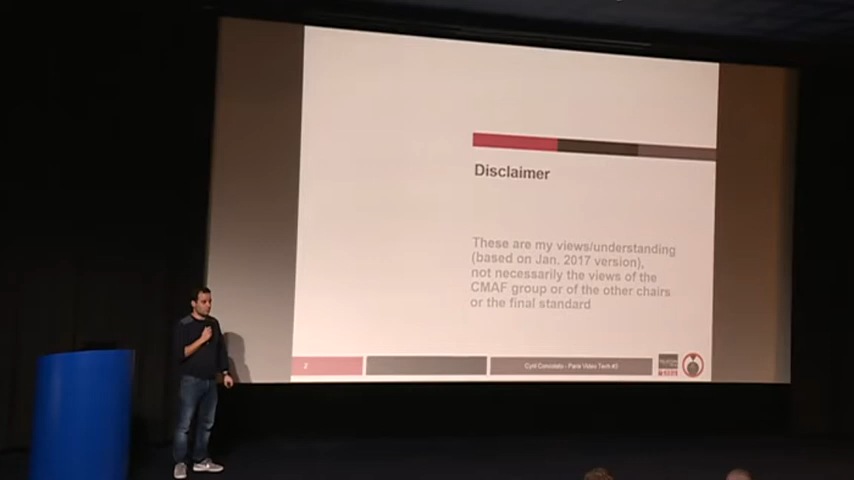 Disclaimer
These are my views/understanding
(based on Jan. 2017 version),
not necessarily the views of the
CMAF group or of the other chairs
or the final standard
2
Cyril Concolato - Paris Video Tech #3